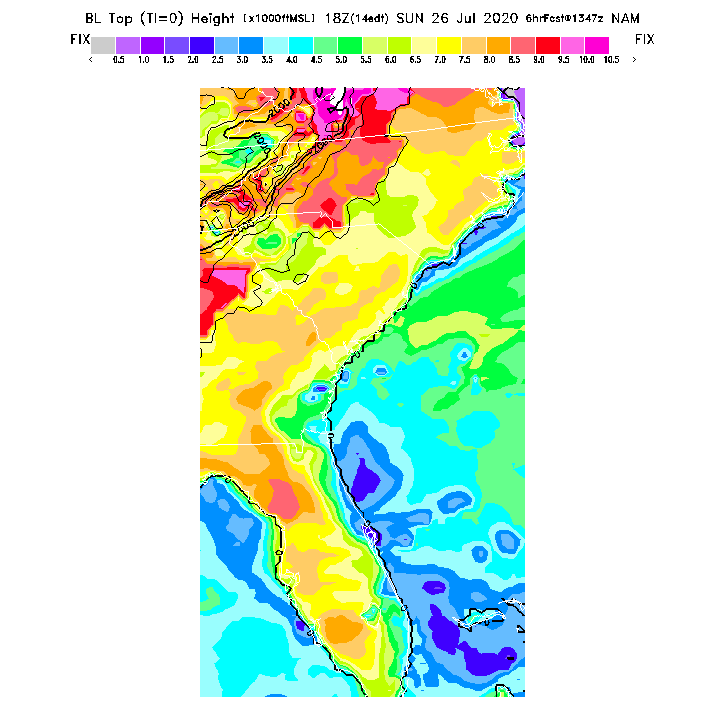 BL Top (TI=0) Height [x1000ftMSL] 18Z(14edt) SUN 26 Jul 2020 6hrFcst@1347z NAM
FIX FIX
< 0.5 1.0 1.5 2.0 2.5 3.0 3.5 4.0 4.5 5.0 5.5 6.0 6.5 7.0 7.5 8.0 8.5 9.0 9.5 10.0 10.5 >
2000
2000